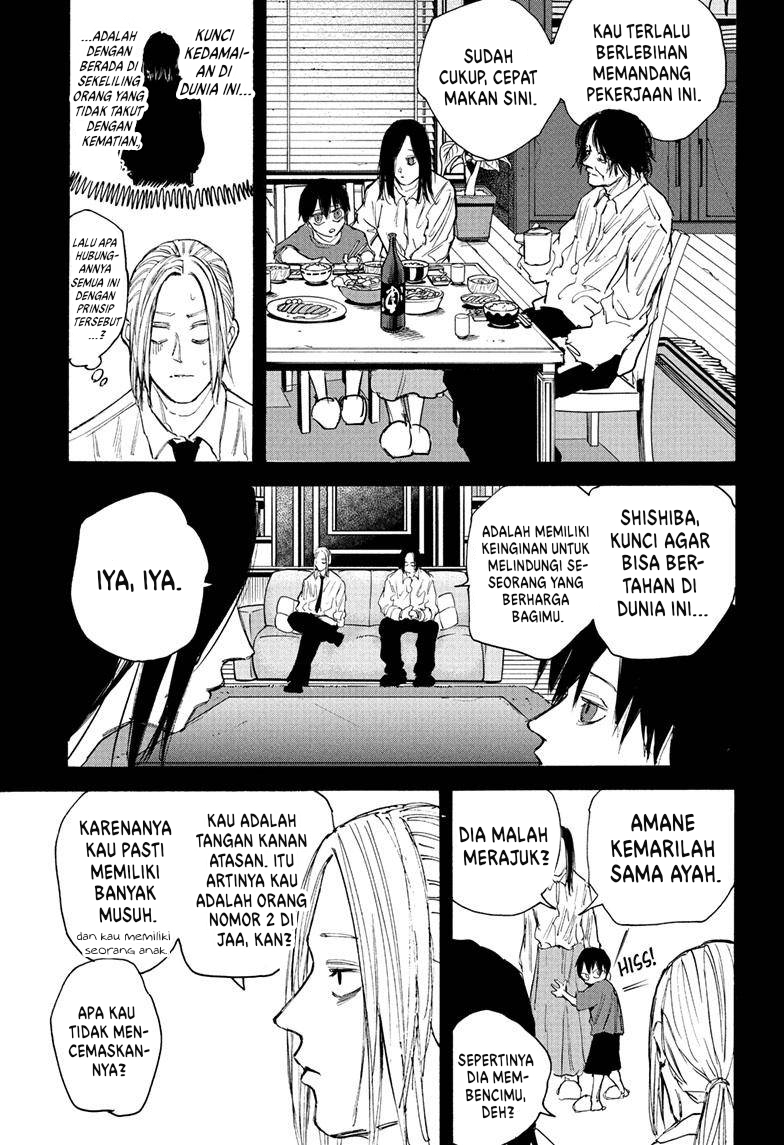 KAU TERLALU
BERLEBIHAN
MEMANDANG
PEKERJAAN INI.
SUDAH
CUKUP, CEPAT
MAKAN SINI.
KUNCI
KEDAMAI-
AN DI
DUNIA INI...
...ADALAH
DENGAN
BERADA DI
SEKELILING
ORANG YANG
TIDAK TAKUT
DENGAN
KEMATIAN.
LALU APA
HUBUNG-
ANNYA
SEMUA INI
DENGAN
PRINSIP
TERSEBUT
...?
SHISHIBA,
KUNCI AGAR
BISA BER-
TAHAN DI
DUNIA INI...
ADALAH MEMILIKI
KEINGINAN UNTUK
MELINDUNGI SE-
SEORANG YANG
BERHARGA
BAGIMU.
IYA, IYA.
AMANE
KEMARILAH
SAMA AYAH.
DIA MALAH
MERAJUK?
HISS!
SEPERTINYA
DIA MEM-
BENCIMU,
DEH?
KAU ADALAH
TANGAN KANAN
ATASAN. ITU
ARTINYA KAU
ADALAH ORANG
NOMOR 2 DI
JAA, KAN?
KARENANYA
KAU PASTI
MEMILIKI
BANYAK
MUSUH.
dan kau memiliki
seorang anak.
APA KAU
TIDAK MEN-
CEMASKAN-
NYA?